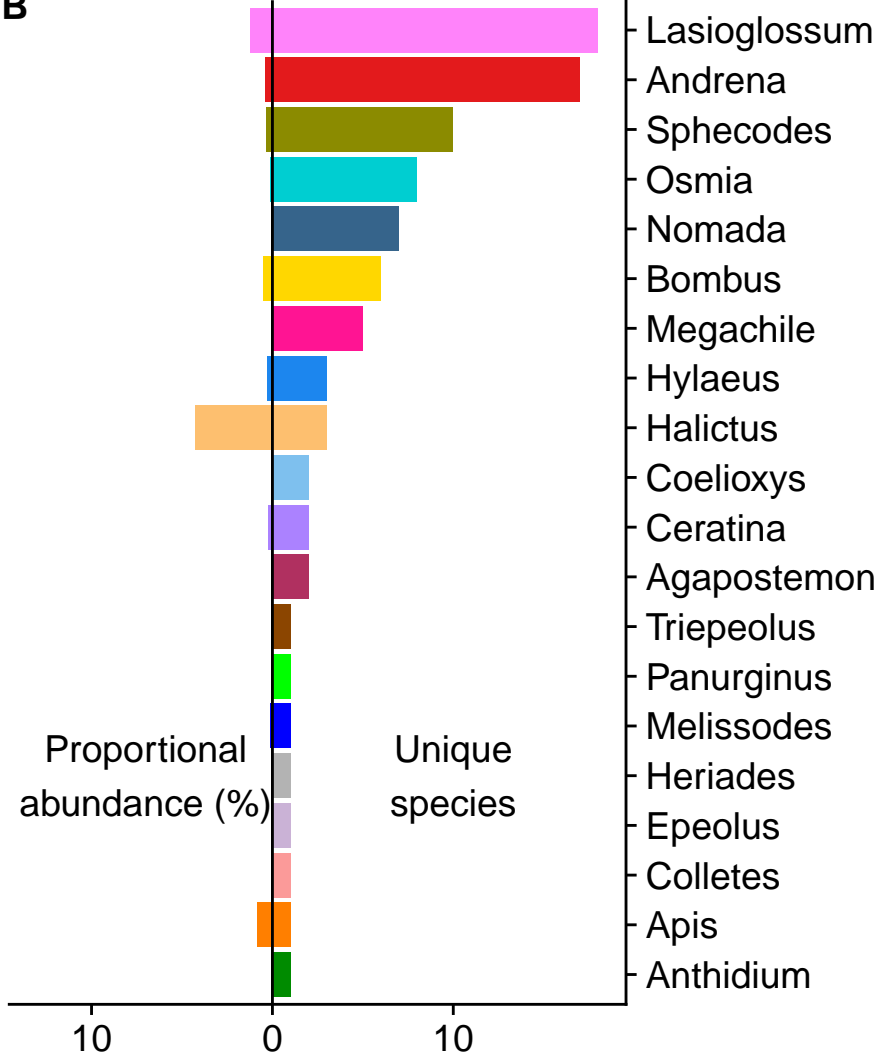 B
Lasioglossum
Andrena
Sphecodes
Osmia
Nomada
Bombus
Megachile
Hylaeus
Halictus
Coelioxys
Ceratina
Agapostemon
Triepeolus
Panurginus
Melissodes
Heriades
Epeolus
Colletes
Apis
Anthidium
Proportional
abundance (%)
Unique
species
10 0 10